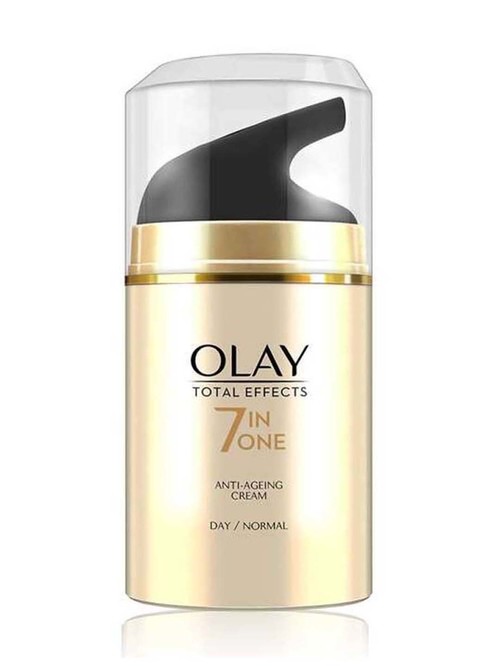 OLAY
TOTAL EFFECTS
7 IN ONE
ANTI-AGEING
CREAM
DAY / NORMAL